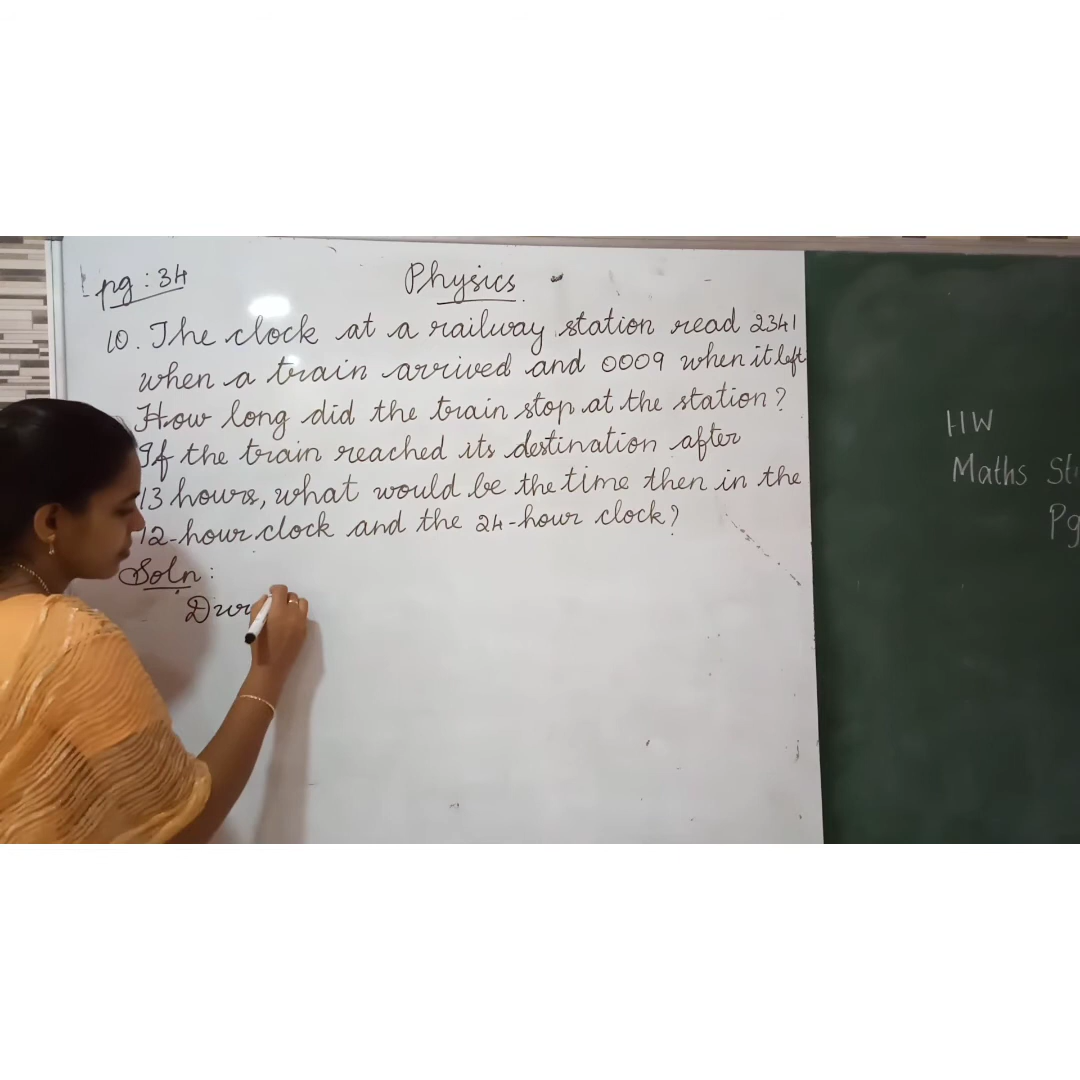 pg : 34
Physics
10. The clock at a railway station read 2341
when a train arrived and 0009 when it left
How long did the train stop at the station?
If the train reached its destination after
13 hours, what would be the time then in the
12-hour clock and the 24-hour clock?
Soln :
Dur
HW
Maths
Pg